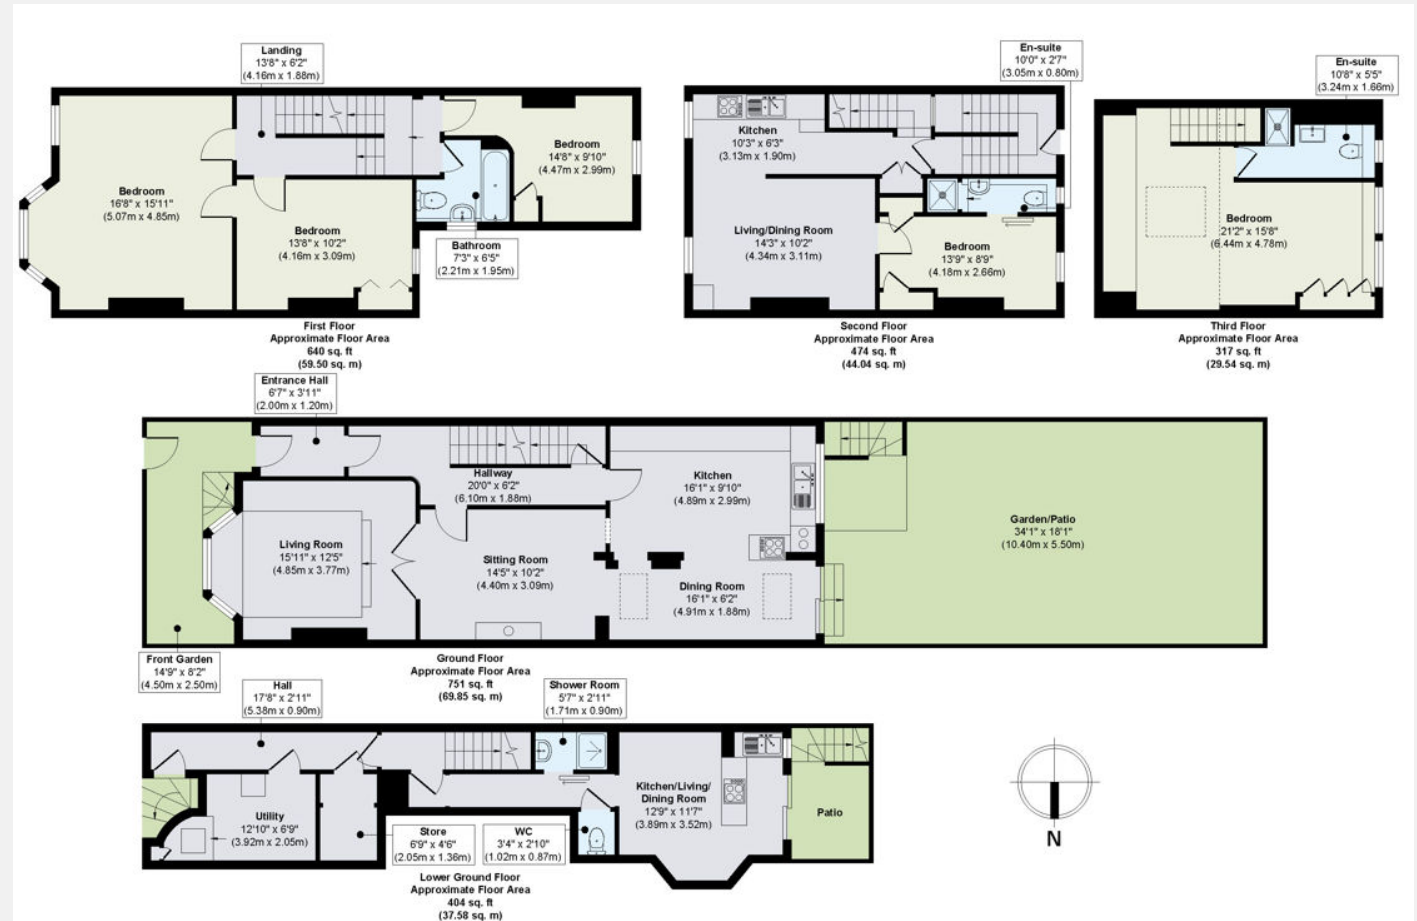 Landing
13'8" x 6'2"
(4.16m x 1.88m)
Bedroom
16'8" x 15'11"
(5.07m x 4.85m)
Bedroom
13'8" x 10'2"
(4.16m x 3.09m)
Bedroom
14'8" x 9'10"
(4.47m x 2.99m)
Bathroom
7'3" x 6'5"
(2.21m x 1.95m)
First Floor
Approximate Floor Area
640 sq. ft
(59.50 sq. m)
En-suite
10'0" x 2'7"
(3.05m x 0.80m)
Kitchen
10'3" x 6'3"
(3.13m x 1.90m)
Living/Dining Room
14'3" x 10'2"
(4.34m x 3.11m)
Bedroom
13'9" x 8'9"
(4.18m x 2.66m)
Second Floor
Approximate Floor Area
474 sq. ft
(44.04 sq. m)
En-suite
10'8" x 5'5"
(3.24m x 1.66m)
Bedroom
21'2" x 15'8"
(6.44m x 4.78m)
Third Floor
Approximate Floor Area
317 sq. ft
(29.54 sq. m)
Entrance Hall
6'7" x 3'11"
(2.00m x 1.20m)
Hallway
20'0" x 6'2"
(6.10m x 1.88m)
Kitchen
16'1" x 9'10"
(4.89m x 2.99m)
Living Room
15'11" x 12'5"
(4.85m x 3.77m)
Sitting Room
14'5" x 10'2"
(4.40m x 3.09m)
Dining Room
16'1" x 6'2"
(4.91m x 1.88m)
Garden/Patio
34'1" x 18'1"
(10.40m x 5.50m)
Front Garden
14'9" x 8'2"
(4.50m x 2.50m)
Ground Floor
Approximate Floor Area
751 sq. ft
(69.85 sq. m)
Hall
17'8" x 2'11"
(5.38m x 0.90m)
Shower Room
5'7" x 2'11"
(1.71m x 0.90m)
Kitchen/Living/
Dining Room
12'9" x 11'7"
(3.89m x 3.52m)
Patio
Utility
12'10" x 6'9"
(3.92m x 2.05m)
Store
6'9" x 4'6"
(2.05m x 1.36m)
WC
3'4" x 2'10"
(1.02m x 0.87m)
Lower Ground Floor
Approximate Floor Area
404 sq. ft
(37.58 sq. m)
N